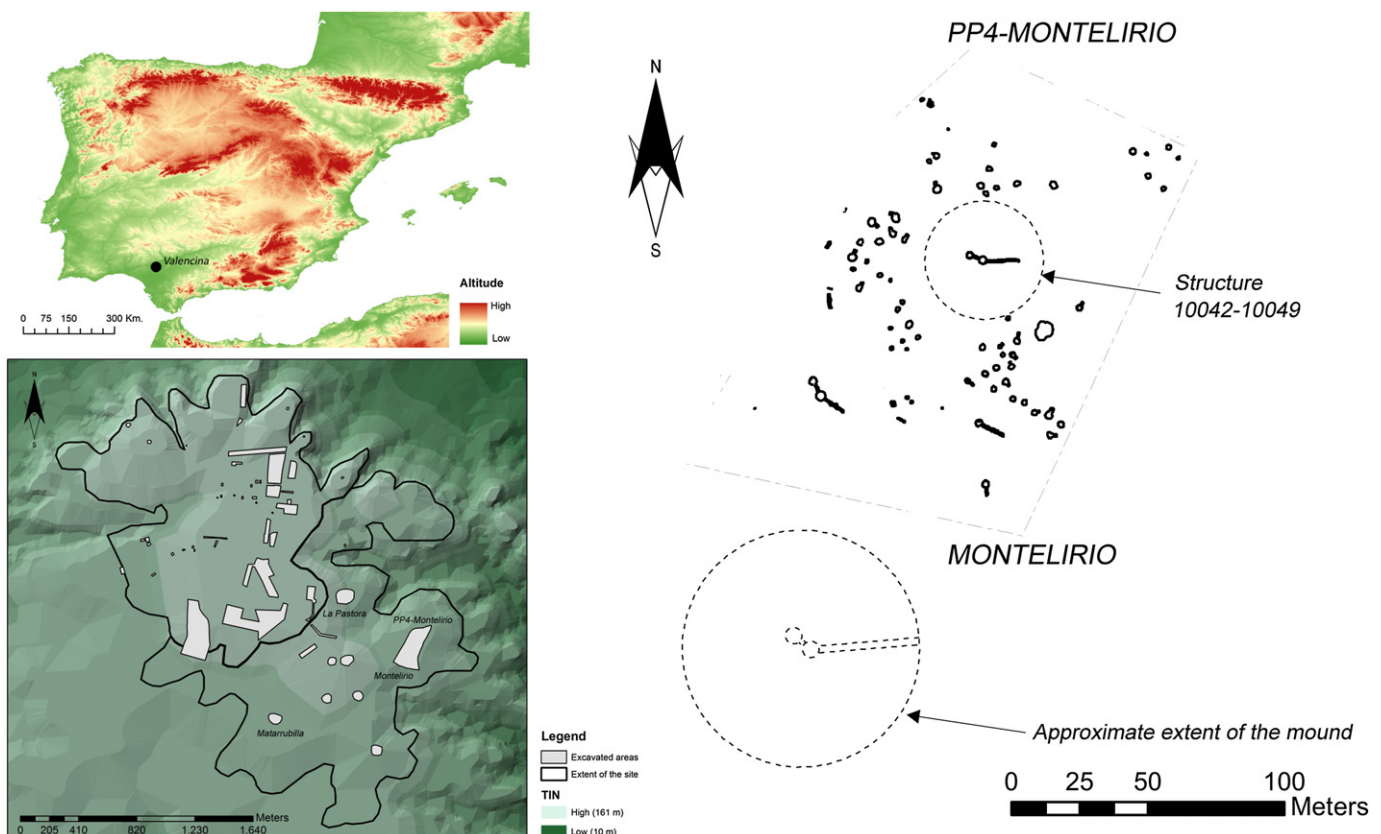 Valencina
Altitude
High
Low
0 75 150 300 Km.
N
S
La Pastora
PP4-Montelirio
Montelirio
Matarrubilla
Meters
0 205 410 820 1.230 1.640
Legend
Excavated areas
Extent of the site
TIN
High (161 m)
Low (10 m)
PP4-MONTELIRIO
N
S
Structure
10042-10049
MONTELIRIO
Approximate extent of the mound
0 25 50 100
Meters